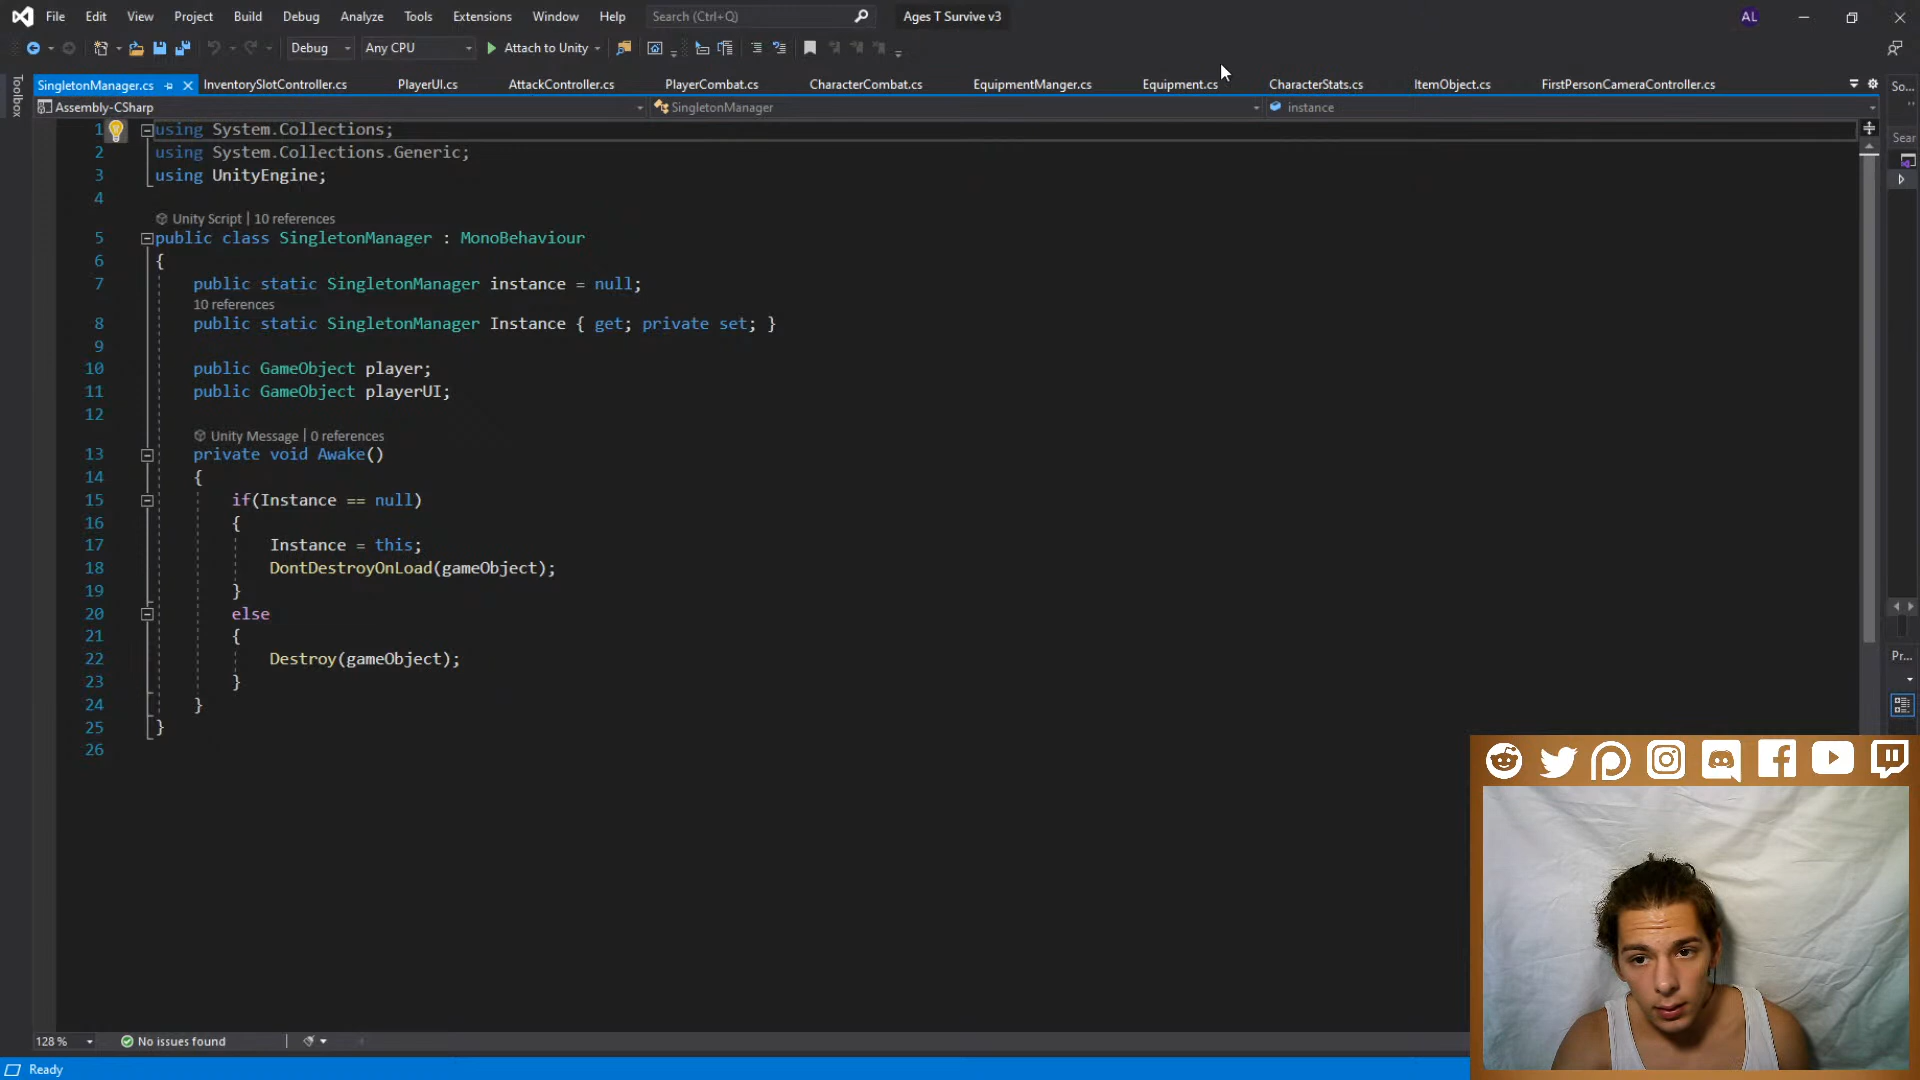 File Edit View Project Build Debug Test Analyze Tools Extensions Window Help Search (Ctrl+Q) Ages T Survive v3 AL
Debug Any CPU Attach to Unity
SingletonManager.cs InventorySlotController.cs PlayerUI.cs AttackController.cs PlayerCombat.cs CharacterCombat.cs EquipmentManger.cs Equipment.cs CharacterStats.cs ItemObject.cs FirstPersonCameraController.cs So...
Toolbox
Assembly-CSharp SingletonManager instance
Sear
1 using System.Collections;
2 using System.Collections.Generic;
3 using UnityEngine;
4
Unity Script | 10 references
5 public class SingletonManager : MonoBehaviour
6 {
7 public static SingletonManager instance = null;
10 references
8 public static SingletonManager Instance { get; private set; }
9
10 public GameObject player;
11 public GameObject playerUI;
12
Unity Message | 0 references
13 private void Awake()
14 {
15 if(Instance == null)
16 {
17 Instance = this;
18 DontDestroyOnLoad(gameObject);
19 }
20 else
21 {
22 Destroy(gameObject);
23 }
24 }
25 }
26
Pr...
128 % No issues found
Ready